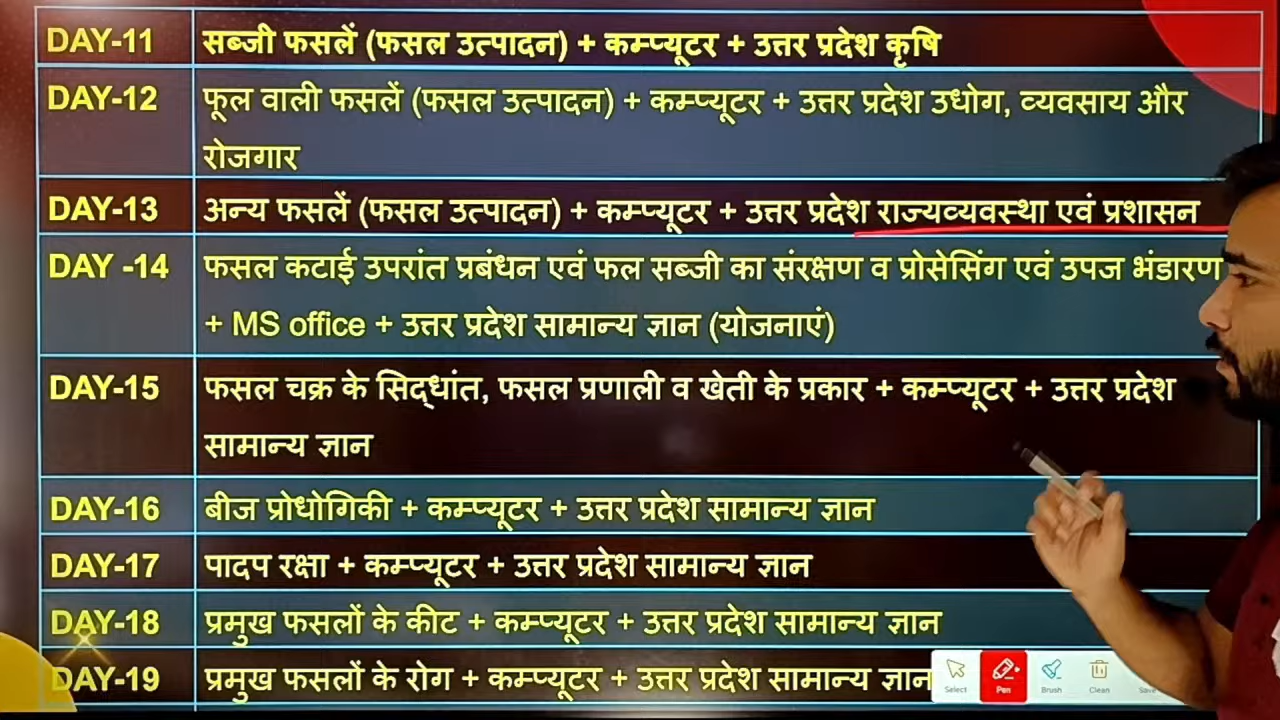 DAY-11 सब्जी फसलें (फसल उत्पादन) + कम्प्यूटर + उत्तर प्रदेश कृषि
DAY-12 फूल वाली फसलें (फसल उत्पादन) + कम्प्यूटर + उत्तर प्रदेश उधोग, व्यवसाय और
रोजगार
DAY-13 अन्य फसलें (फसल उत्पादन) + कम्प्यूटर + उत्तर प्रदेश राज्यव्यवस्था एवं प्रशासन
DAY -14 फसल कटाई उपरांत प्रबंधन एवं फल सब्जी का संरक्षण व प्रोसेसिंग एवं उपज भंडारण
+ MS office + उत्तर प्रदेश सामान्य ज्ञान (योजनाएं)
DAY-15 फसल चक्र के सिद्धांत, फसल प्रणाली व खेती के प्रकार + कम्प्यूटर + उत्तर प्रदेश
सामान्य ज्ञान
DAY-16 बीज प्रोधोगिकी + कम्प्यूटर + उत्तर प्रदेश सामान्य ज्ञान
DAY-17 पादप रक्षा + कम्प्यूटर + उत्तर प्रदेश सामान्य ज्ञान
DAY-18 प्रमुख फसलों के कीट + कम्प्यूटर + उत्तर प्रदेश सामान्य ज्ञान
DAY-19 प्रमुख फसलों के रोग + कम्प्यूटर + उत्तर प्रदेश सामान्य ज्ञान
Select Pen Brush Clean Save